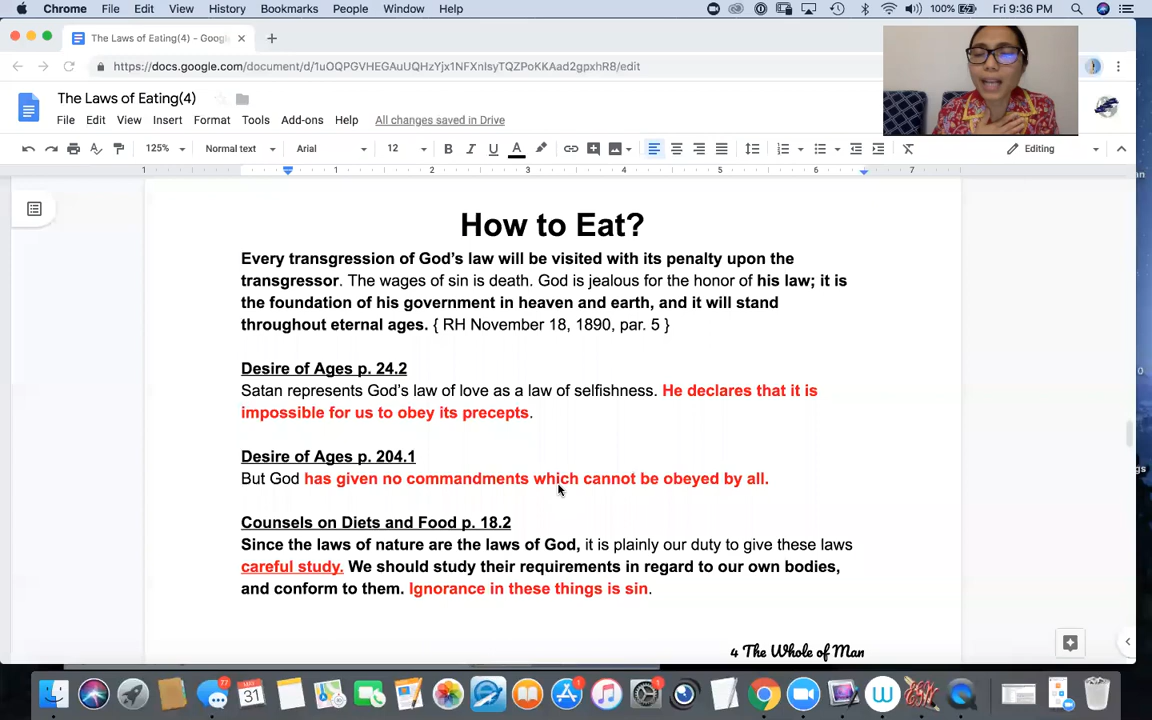 Chrome File Edit View History Bookmarks People Window Help 100% Fri 9:36 PM
The Laws of Eating(4) - Googl
https://docs.google.com/document/d/1uOQPGVHEGAuUQHzYjx1NFXnIsyTQZPoKKAad2gpxhR8/edit
The Laws of Eating(4)
File Edit View Insert Format Tools Add-ons Help All changes saved in Drive
125% Normal text Arial 12 B I U A Editing
1 1 2 3 4 5 6 7
How to Eat?
Every transgression of God's law will be visited with its penalty upon the
transgressor. The wages of sin is death. God is jealous for the honor of his law; it is
the foundation of his government in heaven and earth, and it will stand
throughout eternal ages. { RH November 18, 1890, par. 5 }
Desire of Ages p. 24.2
Satan represents God's law of love as a law of selfishness. He declares that it is
impossible for us to obey its precepts.
Desire of Ages p. 204.1
But God has given no commandments which cannot be obeyed by all.
Counsels on Diets and Food p. 18.2
Since the laws of nature are the laws of God, it is plainly our duty to give these laws
careful study. We should study their requirements in regard to our own bodies,
and conform to them. Ignorance in these things is sin.
4 The Whole of Man